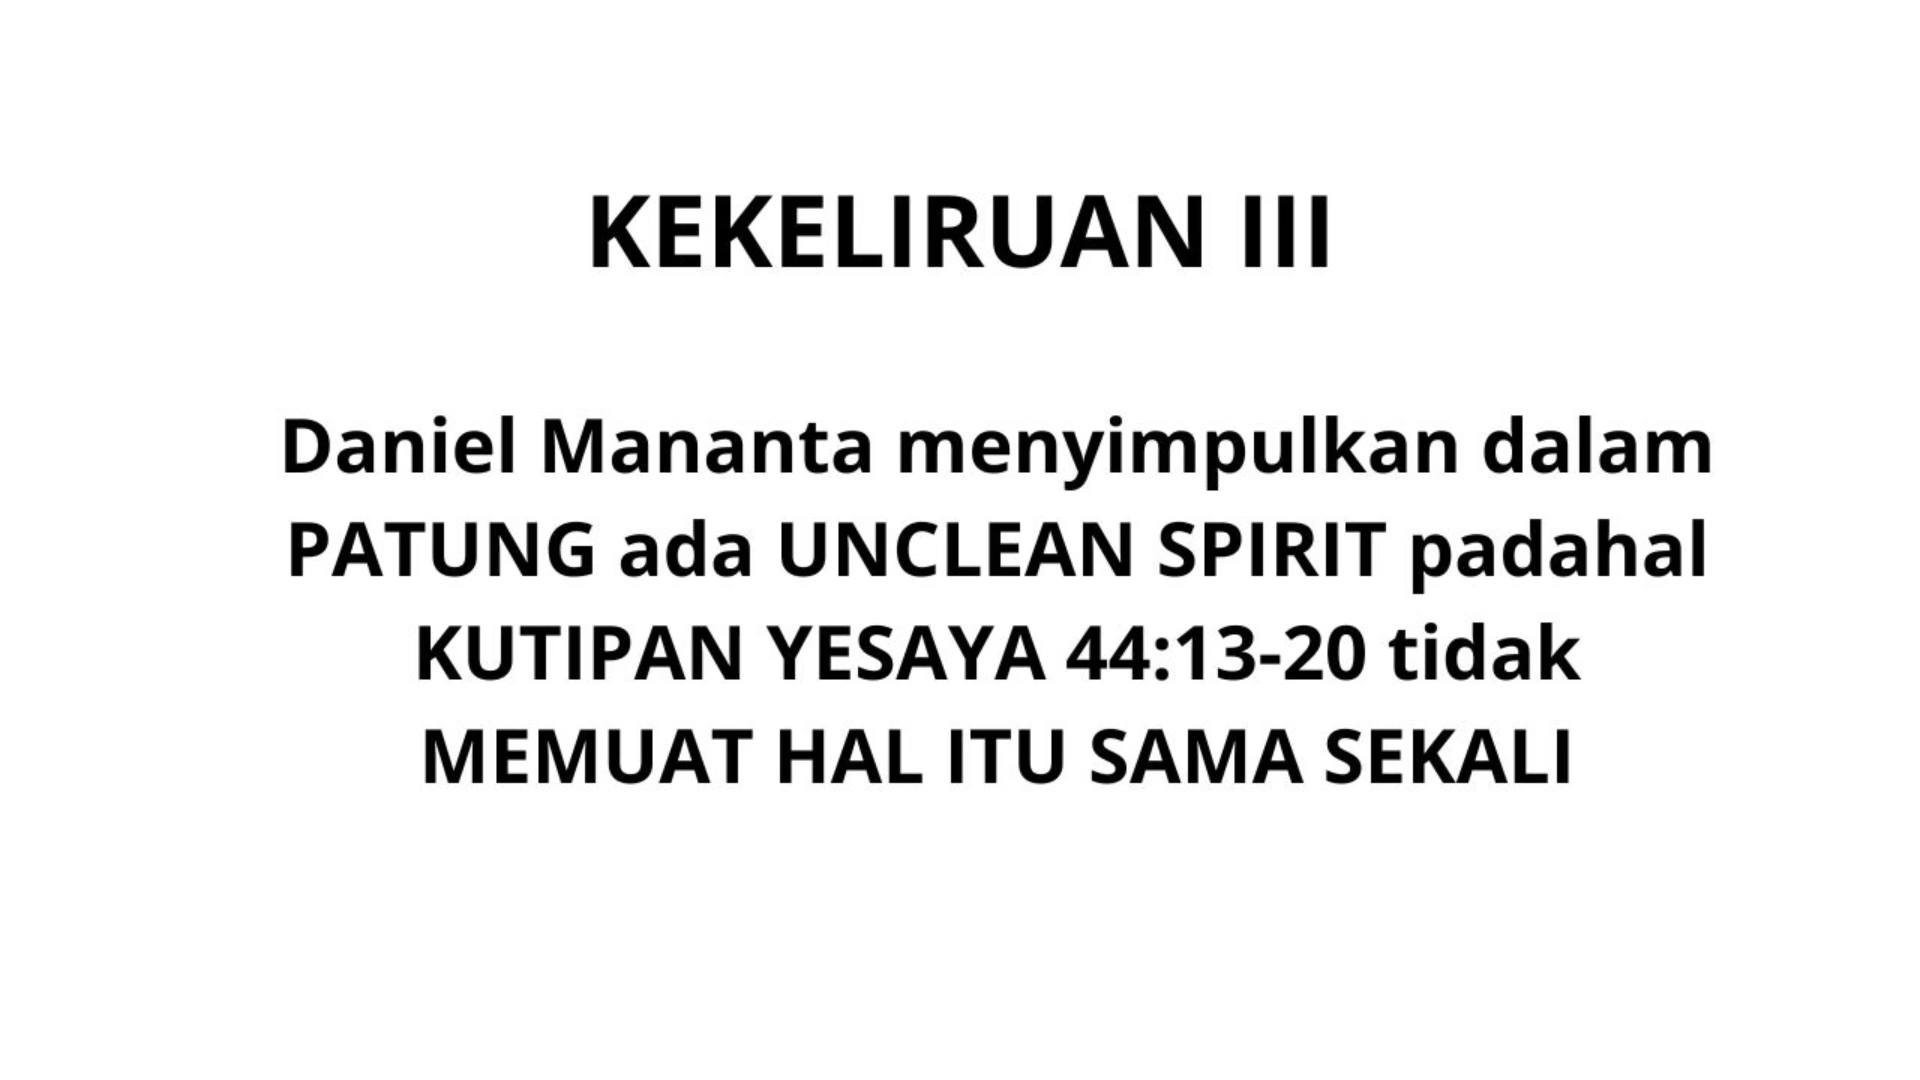 KEKELIRUAN III
Daniel Mananta menyimpulkan dalam
PATUNG ada UNCLEAN SPIRIT padahal
KUTIPAN YESAYA 44:13-20 tidak
MEMUAT HAL ITU SAMA SEKALI